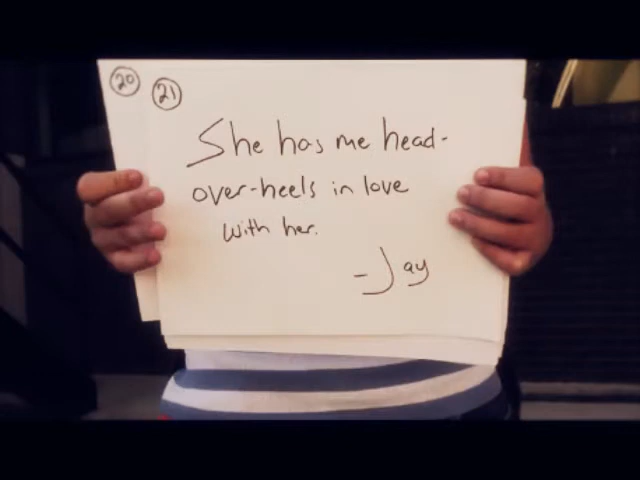 20
21
She has me head-
over-heels in love
with her.
-Jay